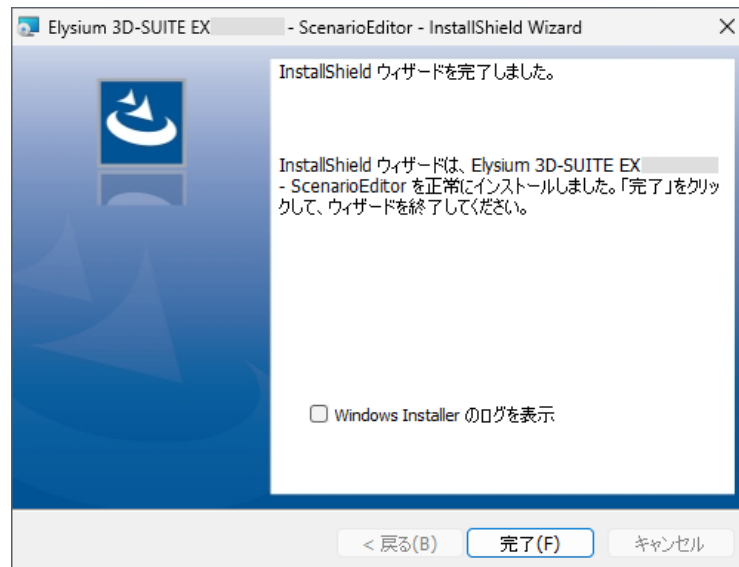 Elysium 3D-SUITE EX - ScenarioEditor - InstallShield Wizard
InstallShield ウィザードを完了しました。
InstallShield ウィザードは、Elysium 3D-SUITE EX
- ScenarioEditor を正常にインストールしました。「完了」をクリッ
クして、ウィザードを終了してください。
Windows Installer のログを表示
< 戻る(B)
完了(F)
キャンセル